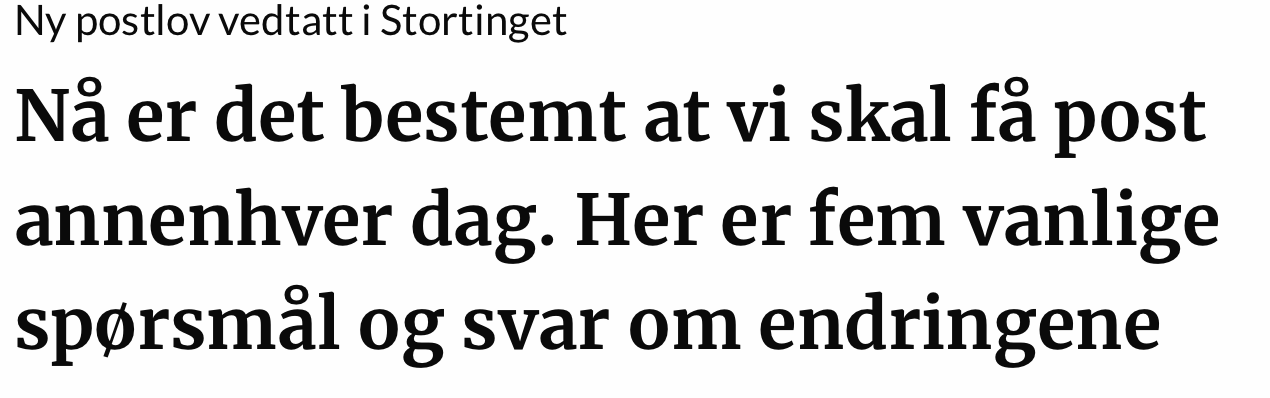 Ny postlov vedtatt i Stortinget
Nå er det bestemt at vi skal få post
annenhver dag. Her er fem vanlige
spørsmål og svar om endringene